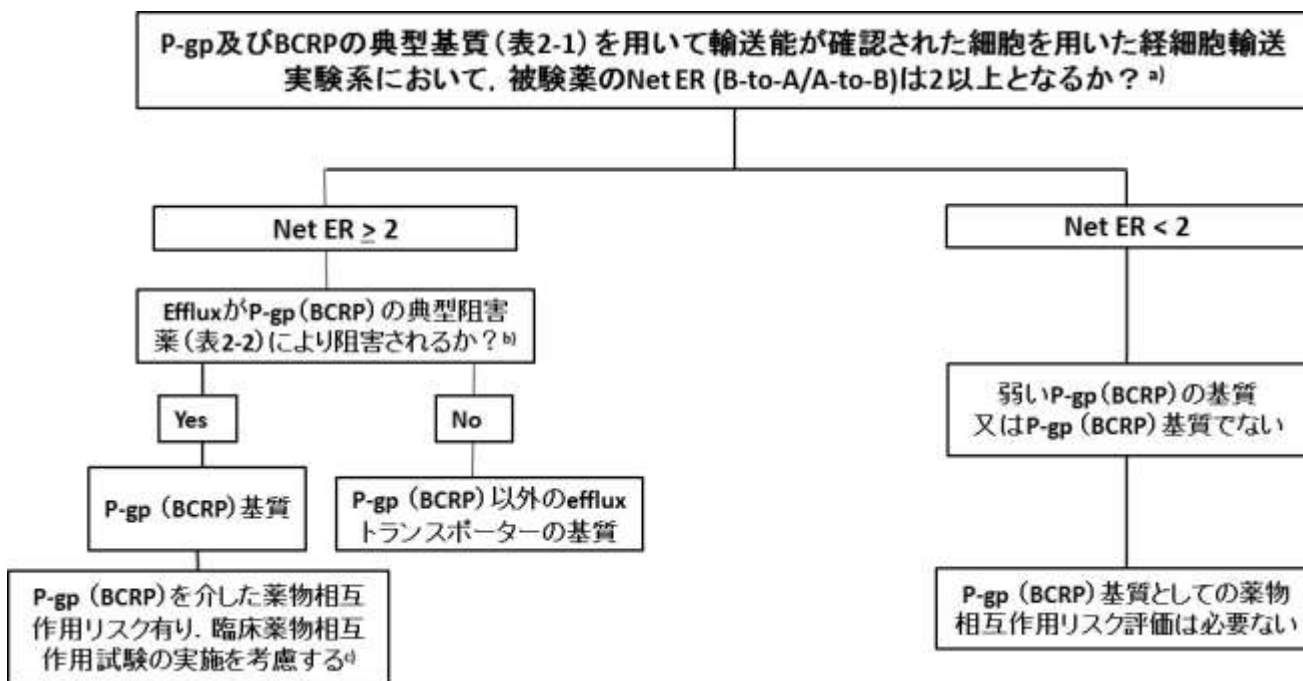 P-gp及びBCRPの典型基質(表2-1)を用いて輸送能が確認された細胞を用いた経細胞輸送
実験系において,被験薬のNet ER (B-to-A/A-to-B)は2以上となるか? a)
Net ER ≥ 2
Net ER < 2
EffluxがP-gp(BCRP)の典型阻害
薬(表2-2)により阻害されるか? b)
弱いP-gp(BCRP)の基質
又はP-gp (BCRP)基質でない
Yes
No
P-gp (BCRP)基質
P-gp (BCRP)以外のefflux
トランスポーターの基質
P-gp (BCRP)を介した薬物相互
作用リスク有り.臨床薬物相互
作用試験の実施を考慮するc)
P-gp (BCRP)基質としての薬物
相互作用リスク評価は必要ない